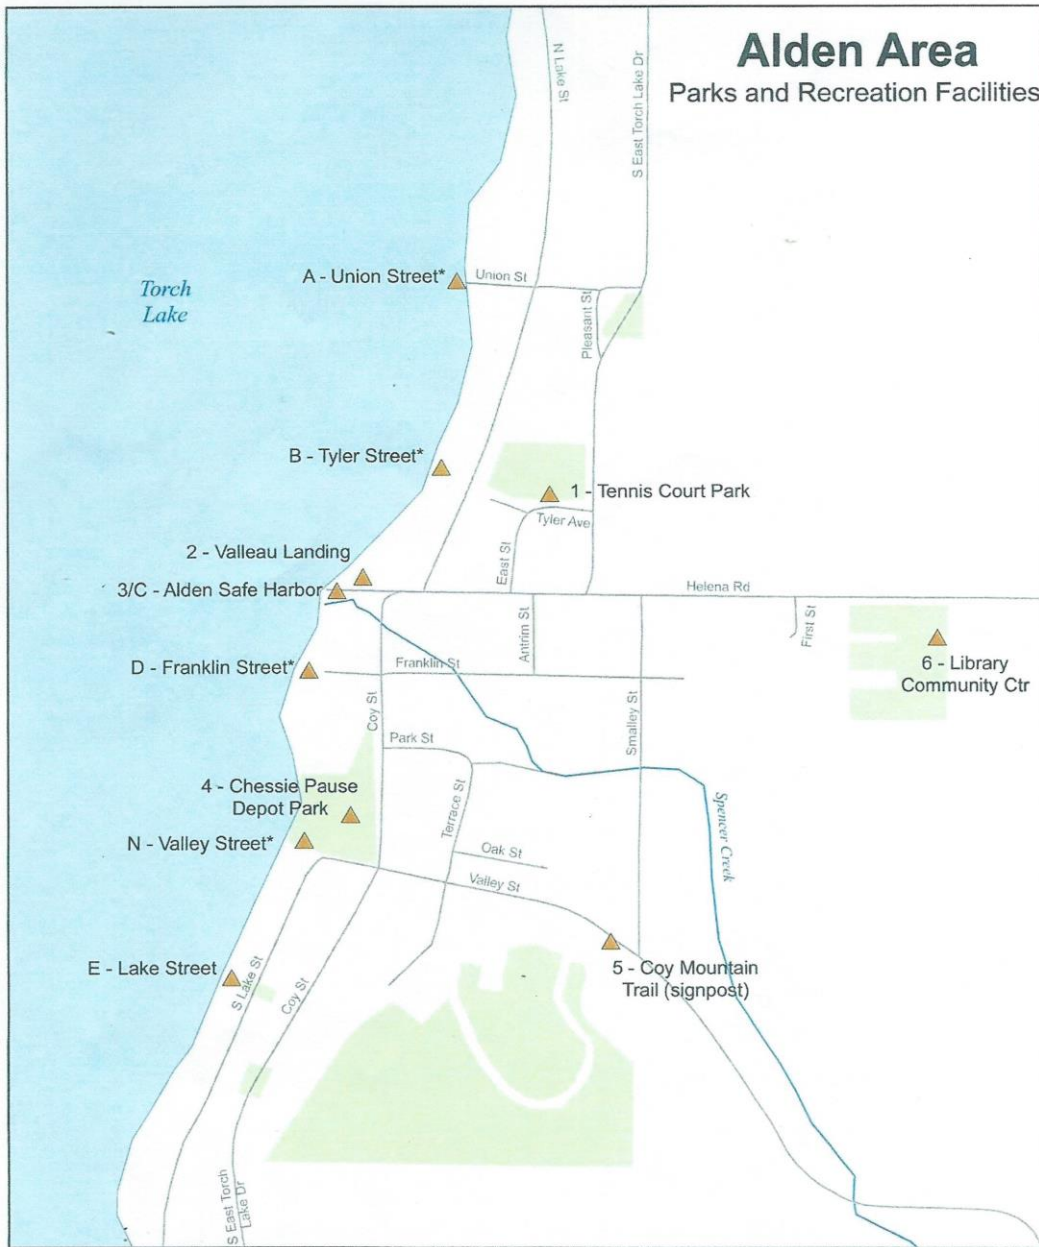 Alden Area
Parks and Recreation Facilities
N Lake St
S East Torch Lake Dr
A - Union Street*
Union St
Torch
Lake
Pleasant St
B - Tyler Street*
1 - Tennis Court Park
Tyler Ave
2 - Valleau Landing
East St
3/C - Alden Safe Harbor
Helena Rd
Antrim St
First St
D - Franklin Street*
Franklin St
6 - Library
Community Ctr
Coy St
Smalley St
Park St
4 - Chessie Pause
Depot Park
Terrace St
Spencer Creek
N - Valley Street*
Oak St
Valley St
E - Lake Street
S Lake St
Coy St
5 - Coy Mountain
Trail (signpost)
S East Torch
Lake Dr